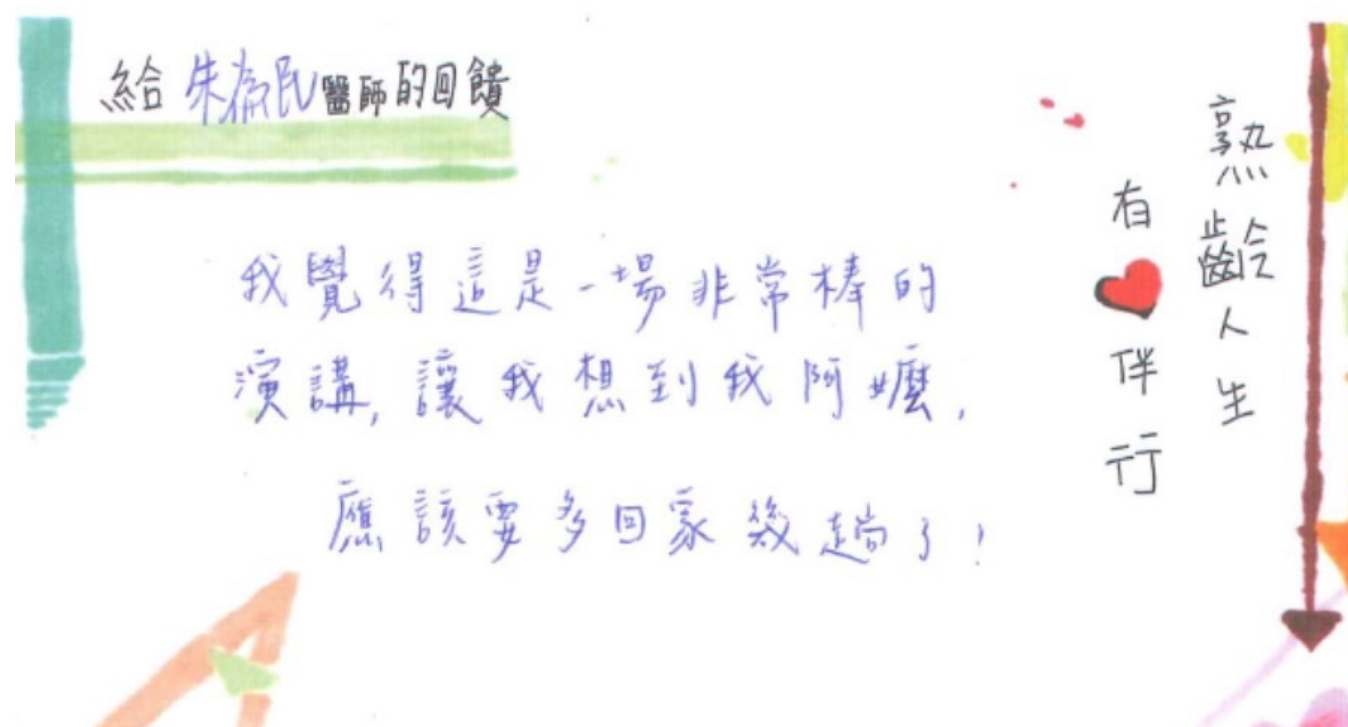 給朱為民醫師的回饋
我覺得這是一場非常棒的
演講,讓我想到我阿嬤,
應該要多回家幾趟了!
熟齡人生
有❤伴行